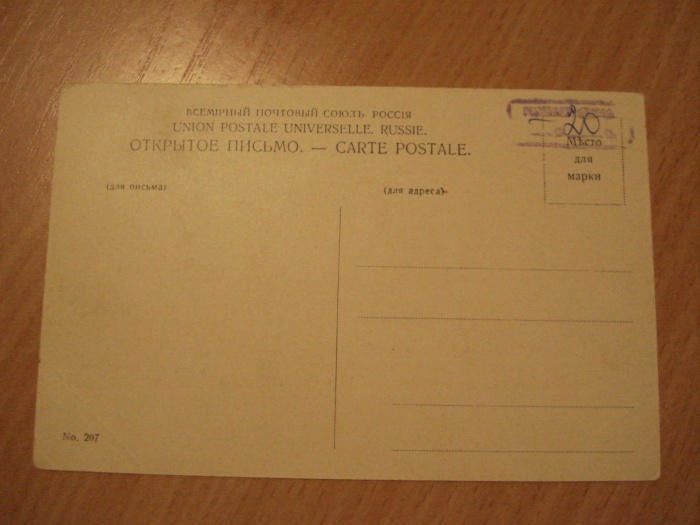 ВСЕМІРНЫЙ ПОЧТОВЫЙ СОЮЗЪ РОССІЯ
UNION POSTALE UNIVERSELLE. RUSSIE.
ОТКРЫТОЕ ПИСЬМО. — CARTE POSTALE.
20
Мѣсто
для
марки
(для письма)
(для адреса)
No. 207